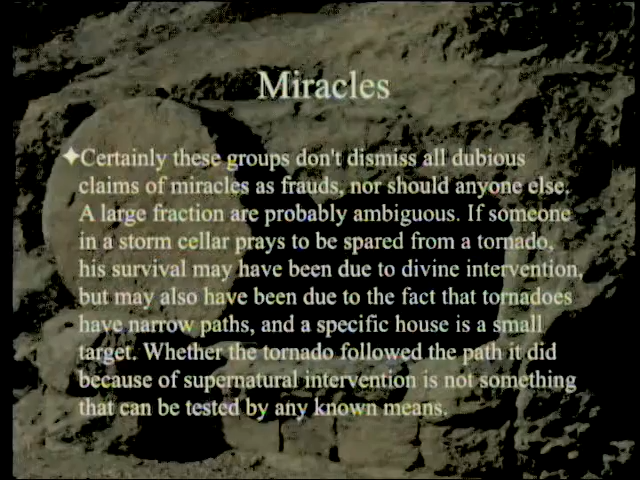 Miracles
✦Certainly these groups don't dismiss all dubious
claims of miracles as frauds, nor should anyone else.
A large fraction are probably ambiguous. If someone
in a storm cellar prays to be spared from a tornado,
his survival may have been due to divine intervention,
but may also have been due to the fact that tornadoes
have narrow paths, and a specific house is a small
target. Whether the tornado followed the path it did
because of supernatural intervention is not something
that can be tested by any known means.